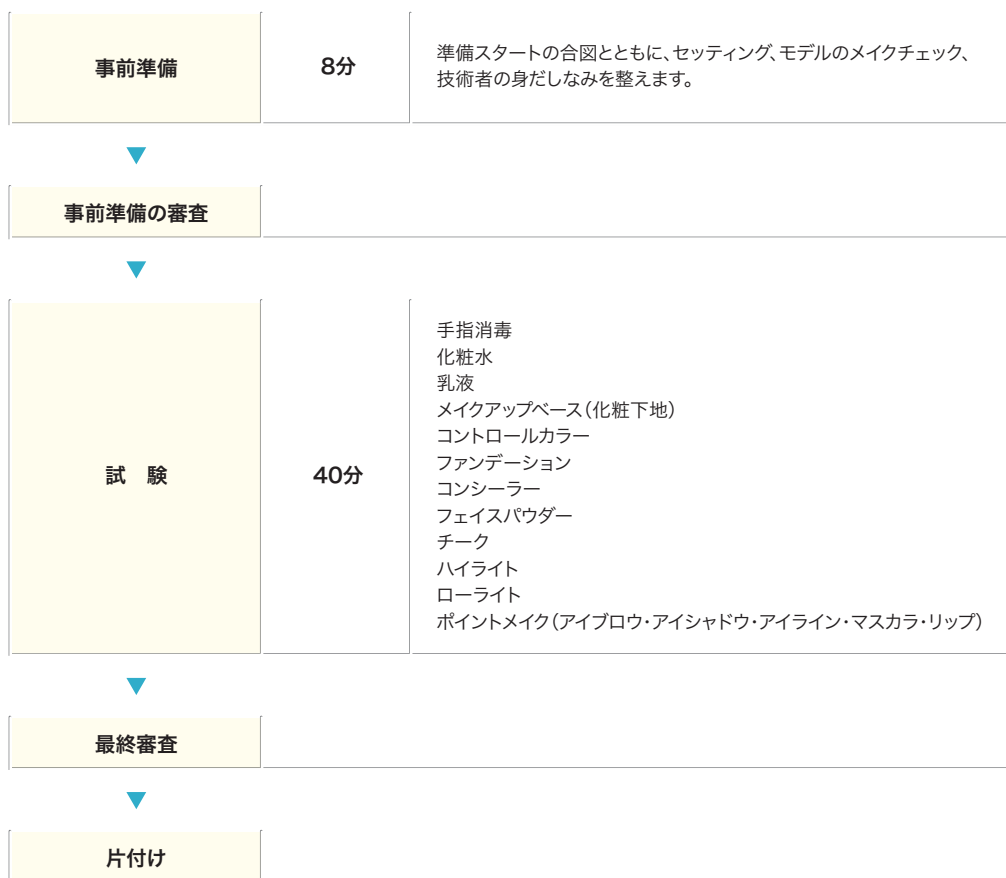 事前準備
8分
準備スタートの合図とともに、セッティング、モデルのメイクチェック、
技術者の身だしなみを整えます。
事前準備の審査
試　験
40分
手指消毒
化粧水
乳液
メイクアップベース（化粧下地）
コントロールカラー
ファンデーション
コンシーラー
フェイスパウダー
チーク
ハイライト
ローライト
ポイントメイク（アイブロウ・アイシャドウ・アイライン・マスカラ・リップ）
最終審査
片付け